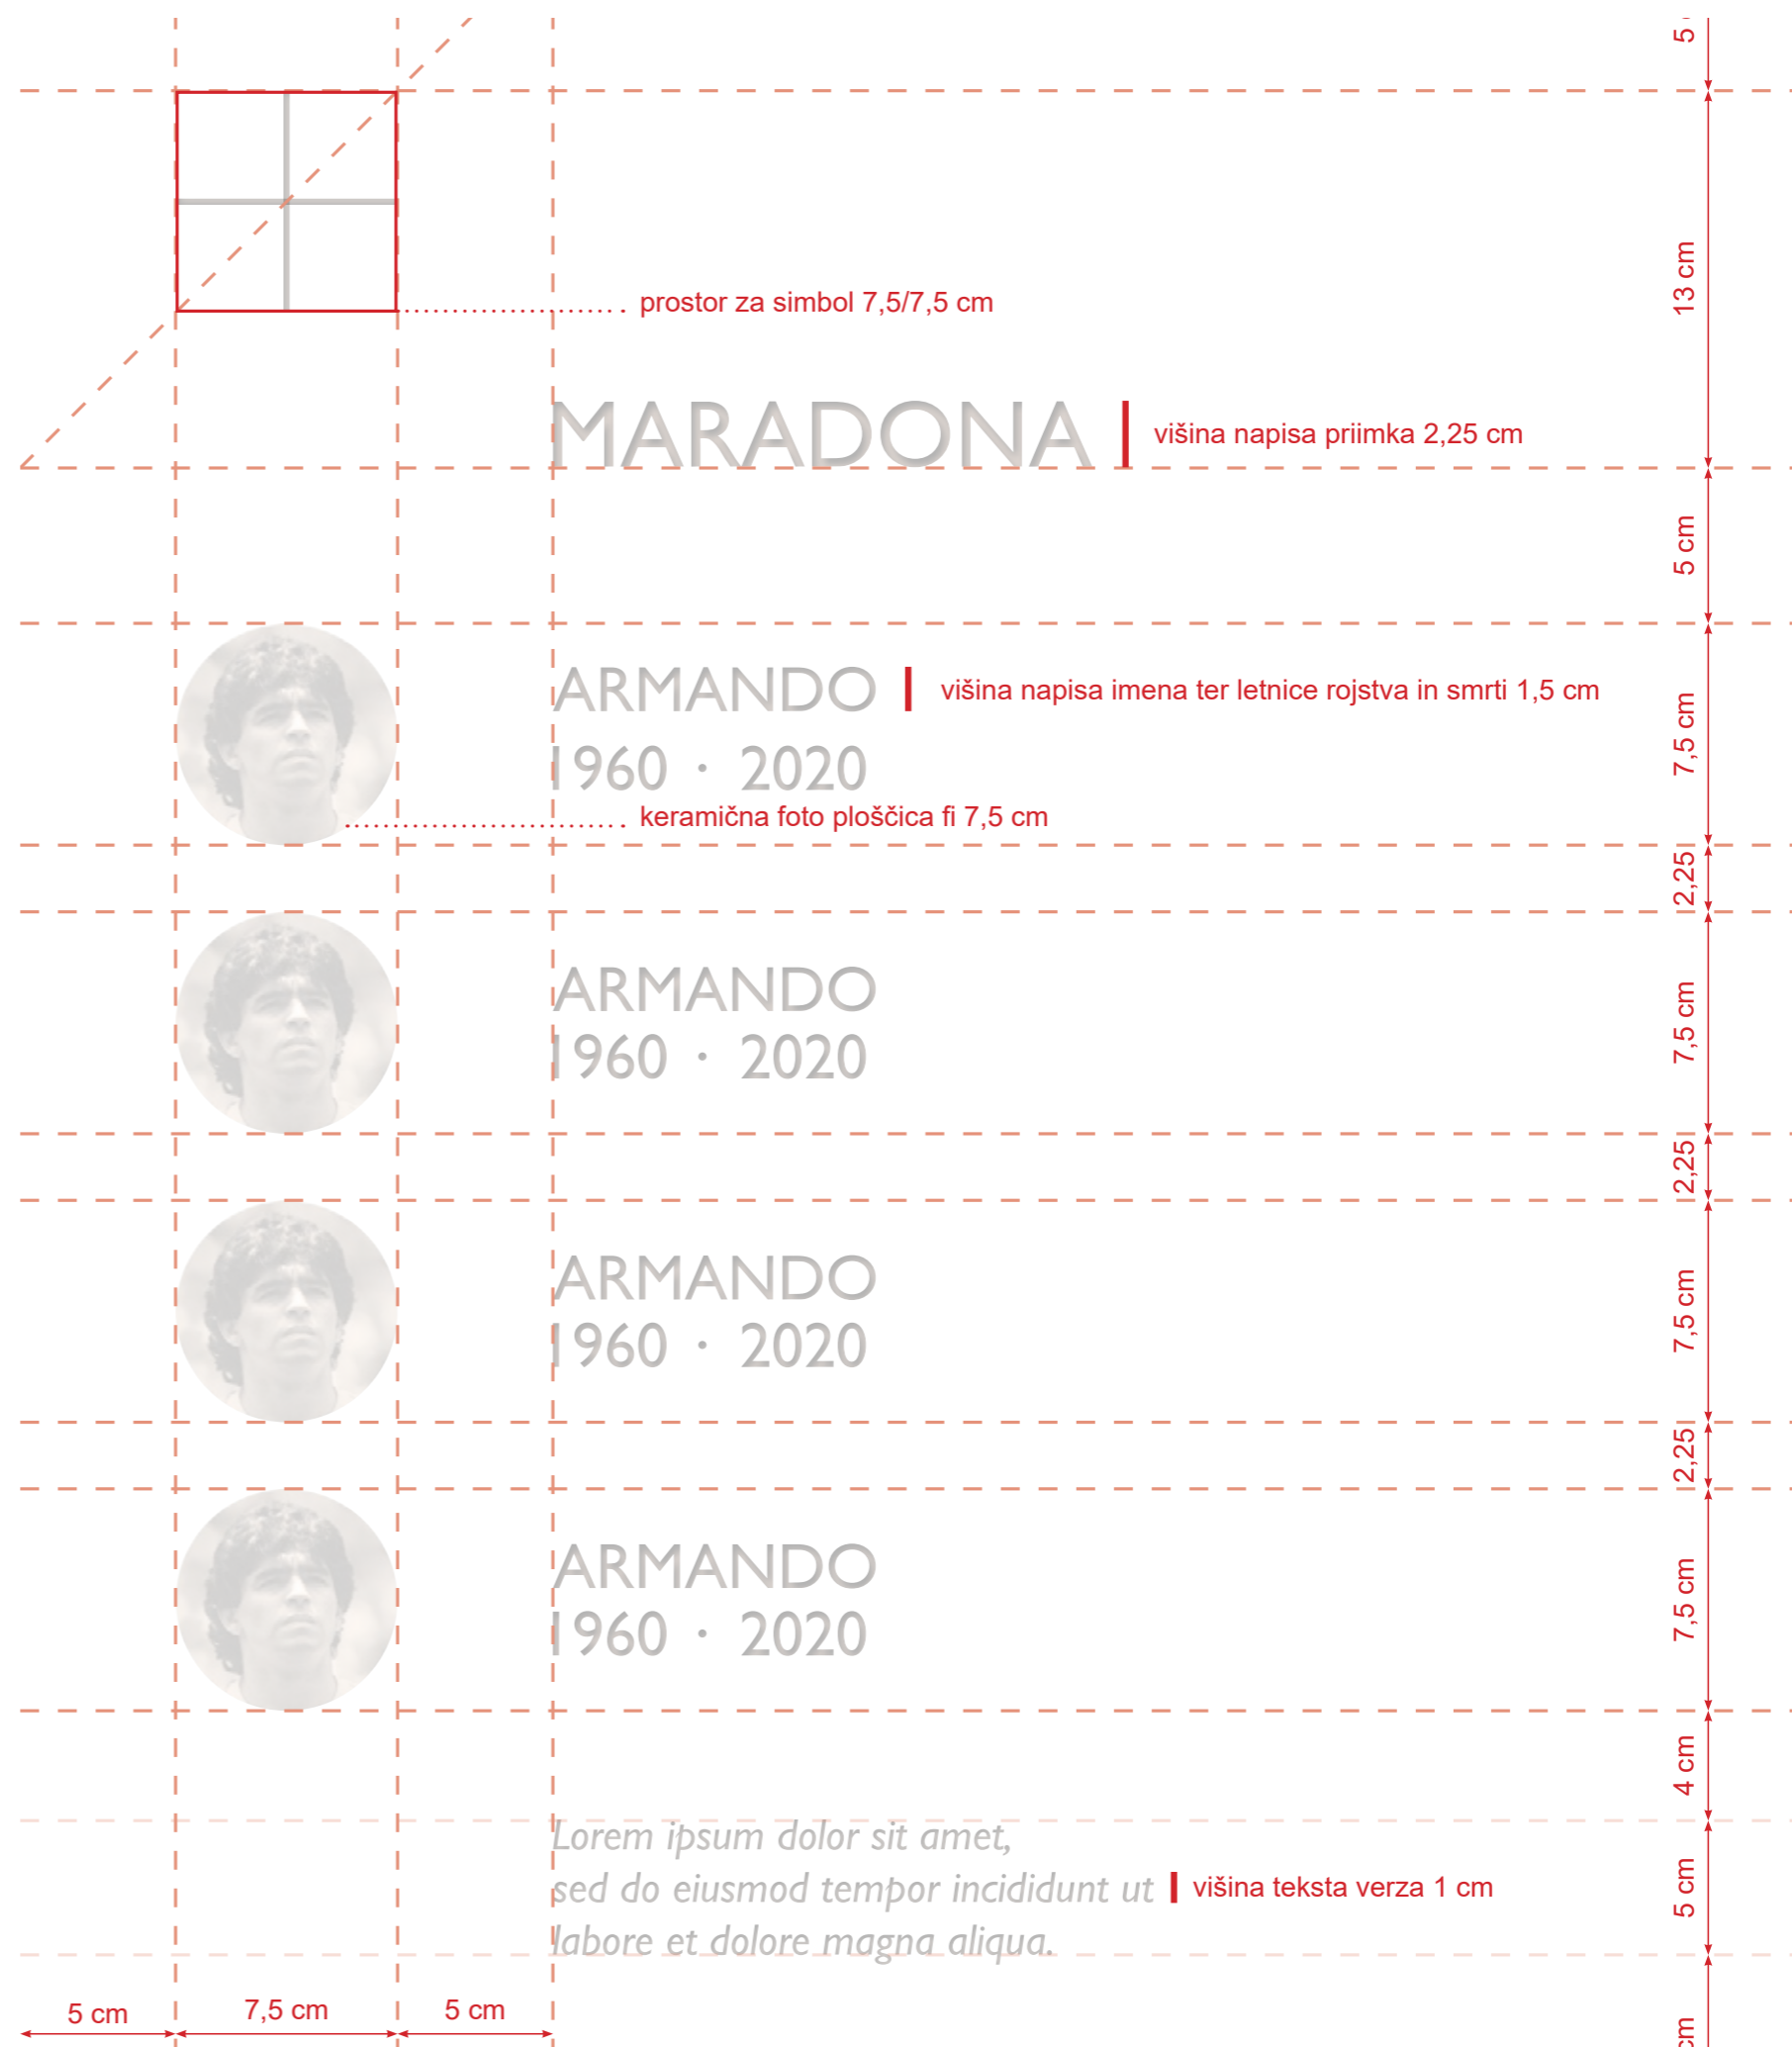 5
13 cm
prostor za simbol 7,5/7,5 cm
MARADONA
višina napisa priimka 2,25 cm
5 cm
ARMANDO
višina napisa imena ter letnice rojstva in smrti 1,5 cm
7,5 cm
1960 · 2020
keramična foto ploščica fi 7,5 cm
2,25
ARMANDO
7,5 cm
1960 · 2020
2,25
ARMANDO
7,5 cm
1960 · 2020
2,25
ARMANDO
7,5 cm
1960 · 2020
4 cm
Lorem ipsum dolor sit amet,
sed do eiusmod tempor incididunt ut
višina teksta verza 1 cm
5 cm
labore et dolore magna aliqua.
5 cm
7,5 cm
5 cm
cm